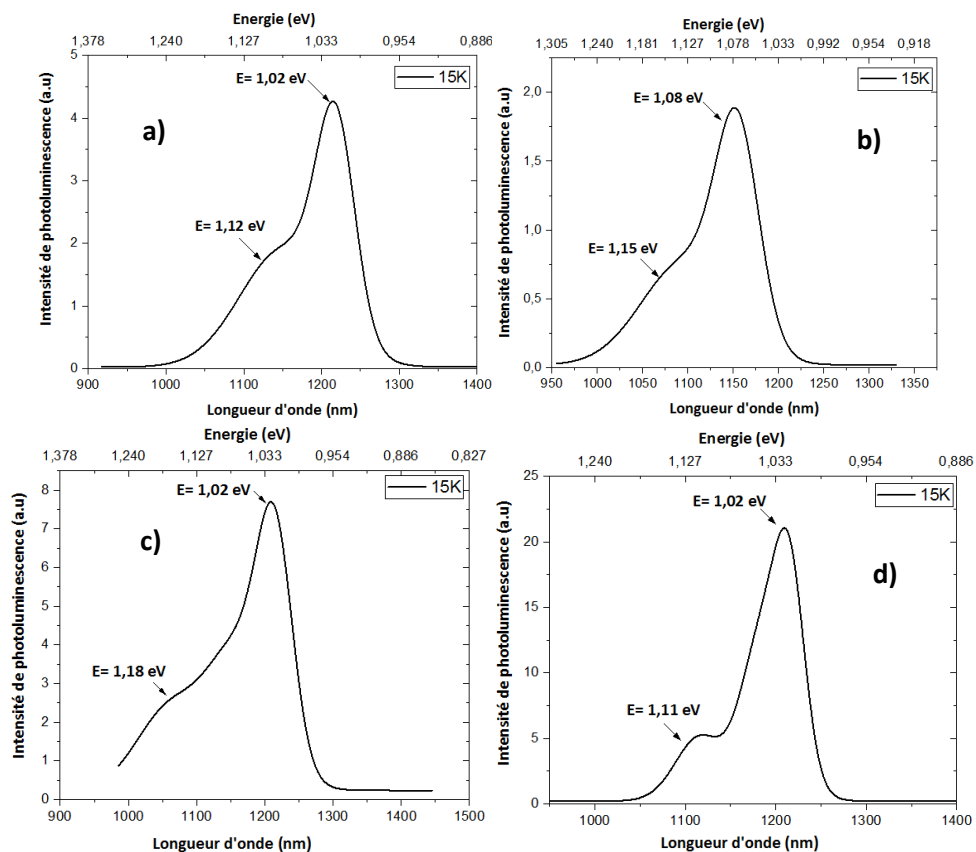 Energie (eV)
1,378 1,240 1,127 1,033 0,954 0,886
5
4
3
2
1
0
Intensité de photoluminescence (a.u)
E= 1,02 eV
15K
a)
E= 1,12 eV
900 1000 1100 1200 1300 1400
Longueur d'onde (nm)
Energie (eV)
1,305 1,240 1,181 1,127 1,078 1,033 0,992 0,954 0,918
2,0
1,5
1,0
0,5
0,0
Intensité de photoluminescence (a.u)
E= 1,08 eV
15K
b)
E= 1,15 eV
950 1000 1050 1100 1150 1200 1250 1300 1350
Longueur d'onde (nm)
Energie (eV)
1,378 1,240 1,127 1,033 0,954 0,886 0,827
8
7
6
5
4
3
2
1
0
Intensité de photoluminescence (a.u)
E= 1,02 eV
15K
c)
E= 1,18 eV
900 1000 1100 1200 1300 1400 1500
Longueur d'onde (nm)
Energie (eV)
1,240 1,127 1,033 0,954 0,886
25
20
15
10
5
0
Intensité de photoluminescence (a.u)
E= 1,02 eV
15K
d)
E= 1,11 eV
1000 1100 1200 1300 1400
Longueur d'onde (nm)